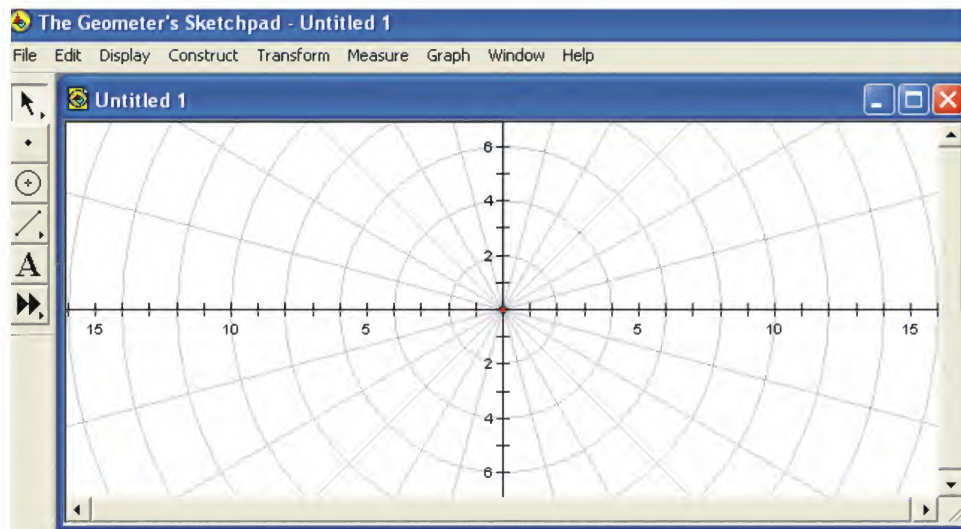 The Geometer's Sketchpad - Untitled 1
File Edit Display Construct Transform Measure Graph Window Help
Untitled 1
6
4
2
15 10 5 5 10 15
2
4
6
A